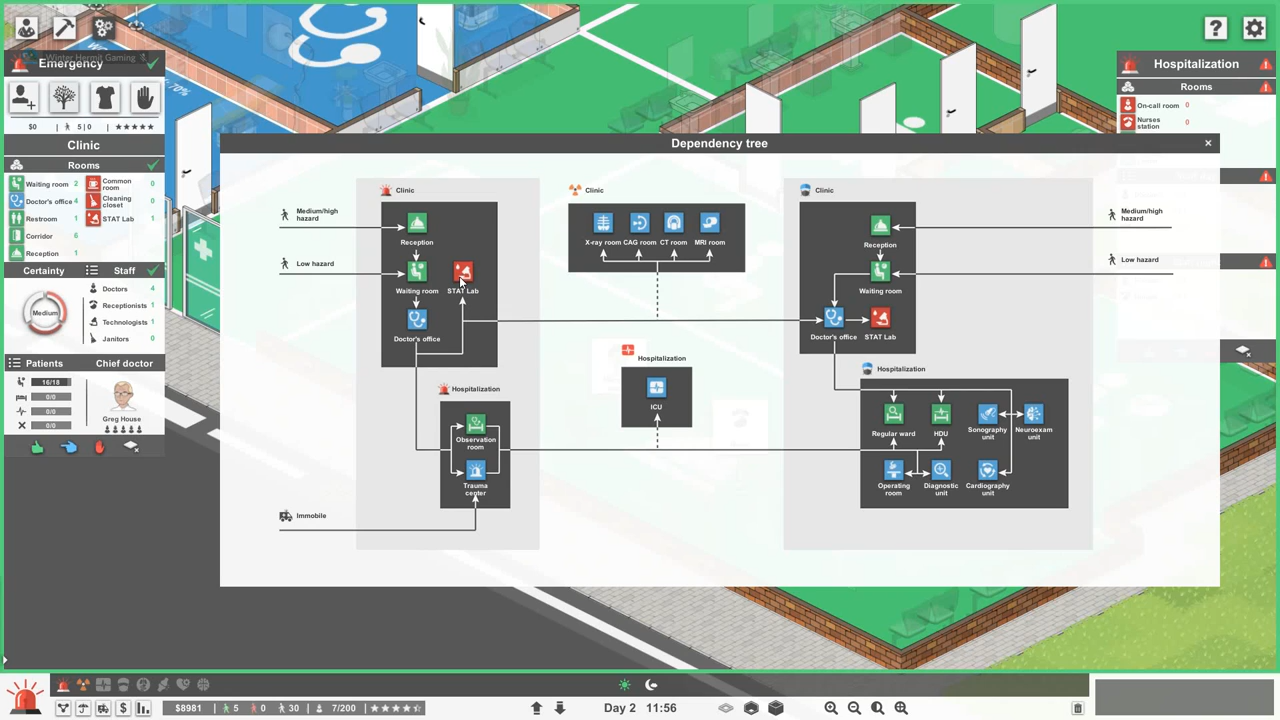 Winter Hermit Gaming
Emergency
$0 | 5|0 | ★★★★★
Clinic
Rooms
Waiting room 2
Common room 0
Doctor's office 4
Cleaning closet 0
Restroom 1
STAT Lab 1
Corridor 6
Reception 1
Certainty
Staff
Medium
Doctors 4
Receptionists 1
Technologists 1
Janitors 0
Patients
Chief doctor
16/18
0/0
0/0
0/0
Greg House
Hospitalization
Rooms
On-call room 0
Nurses station 0
Dependency tree
Clinic
Medium/high hazard
Low hazard
Reception
Waiting room
STAT Lab
Doctor's office
Hospitalization
Observation room
Trauma center
Immobile
Clinic
X-ray room CAG room CT room MRI room
Hospitalization
ICU
Clinic
Medium/high hazard
Low hazard
Reception
Waiting room
Doctor's office
STAT Lab
Hospitalization
Regular ward
HDU
Sonography unit
Neuroexam unit
Operating room
Diagnostic unit
Cardiography unit
$8981 | 5 0 30 | 7/200 |
Day 2 11:56